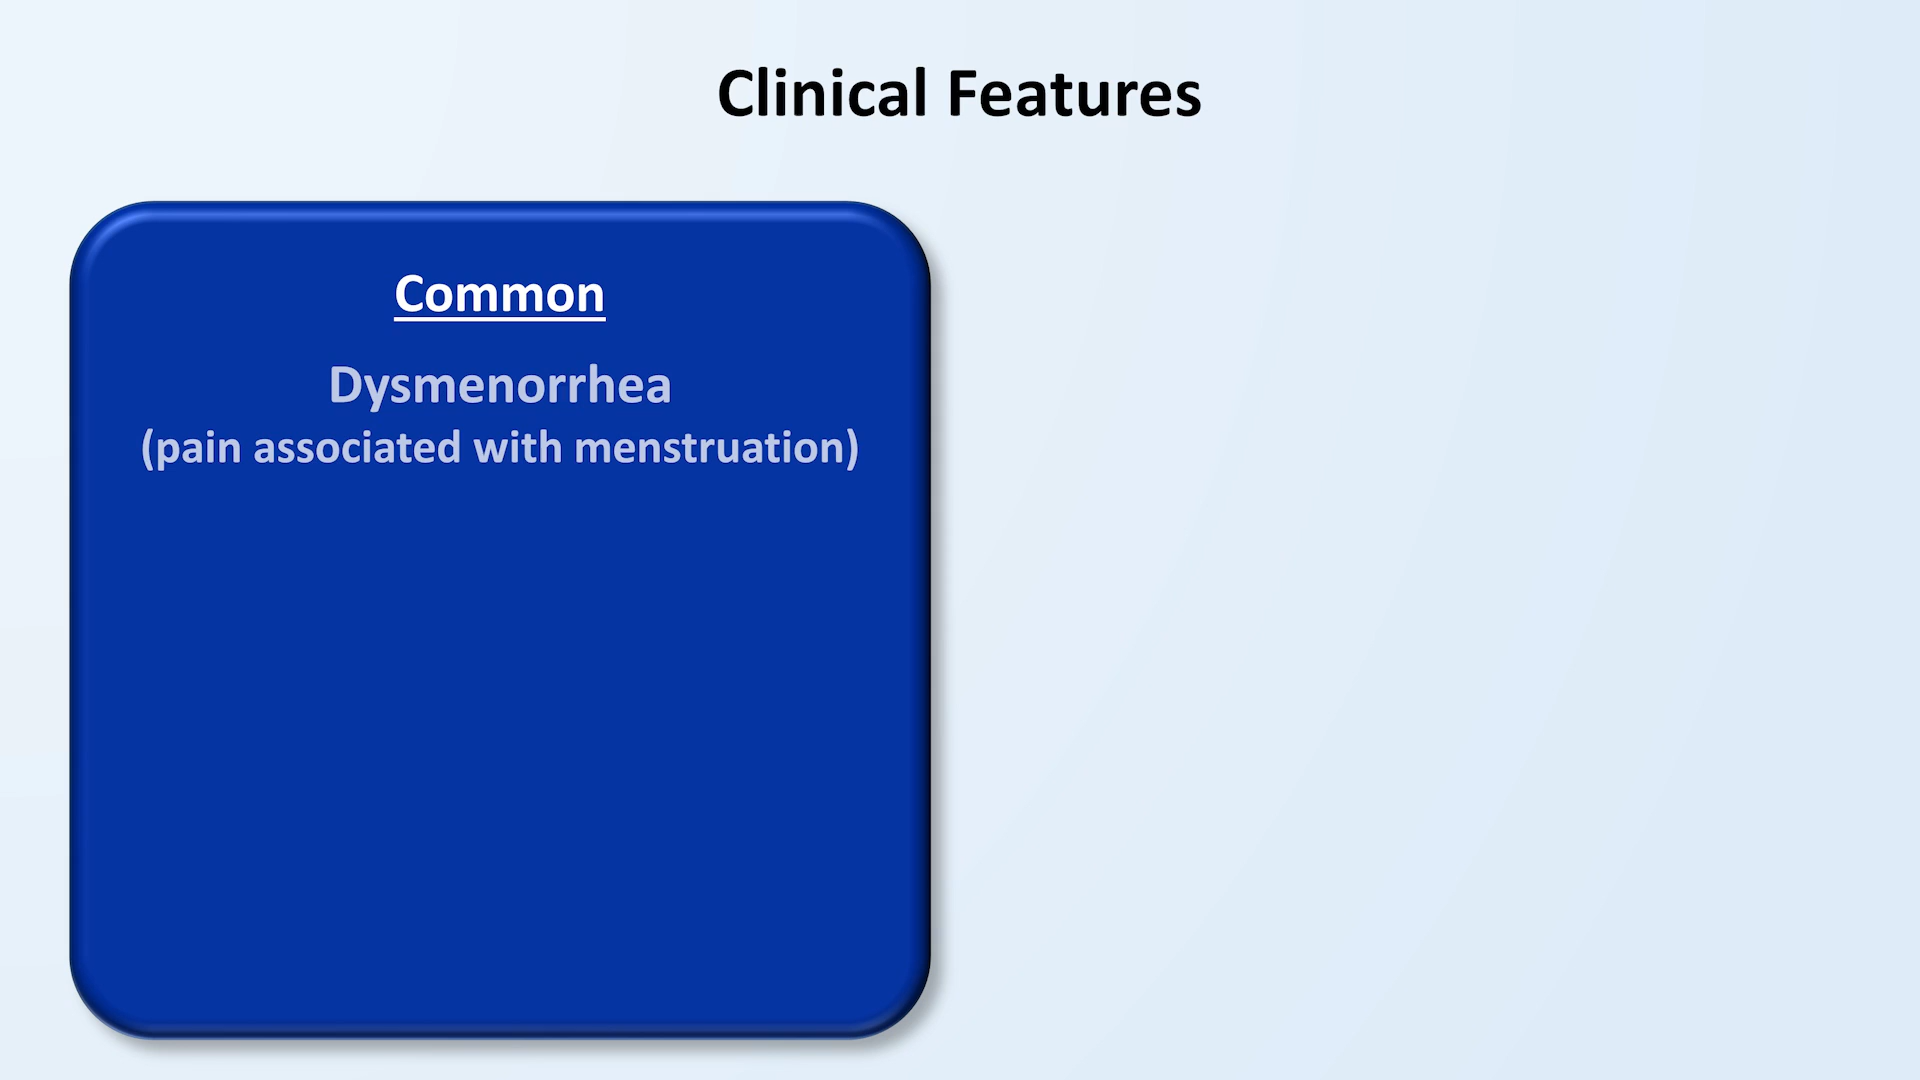 Clinical Features
Common
Dysmenorrhea
(pain associated with menstruation)